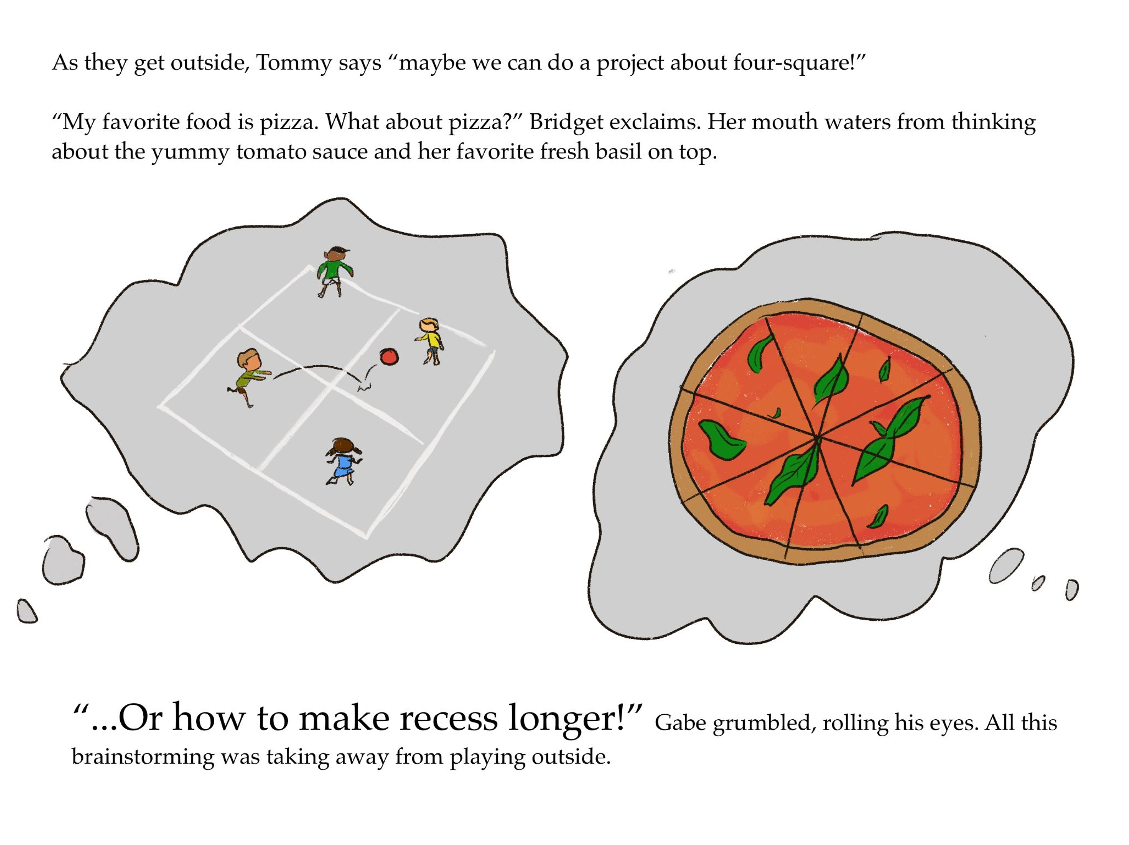 As they get outside, Tommy says “maybe we can do a project about four-square!”
“My favorite food is pizza. What about pizza?” Bridget exclaims. Her mouth waters from thinking
about the yummy tomato sauce and her favorite fresh basil on top.
“...Or how to make recess longer!” Gabe grumbled, rolling his eyes. All this
brainstorming was taking away from playing outside.